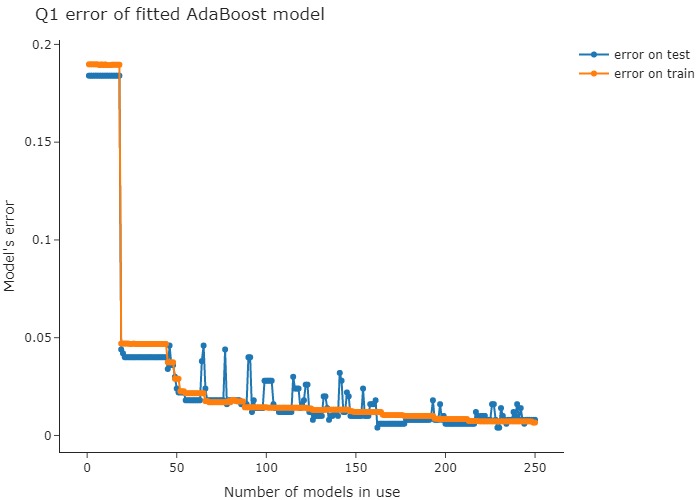 Q1 error of fitted AdaBoost model
error on test
error on train
Model's error
0.2
0.15
0.1
0.05
0
0
50
100
150
200
250
Number of models in use